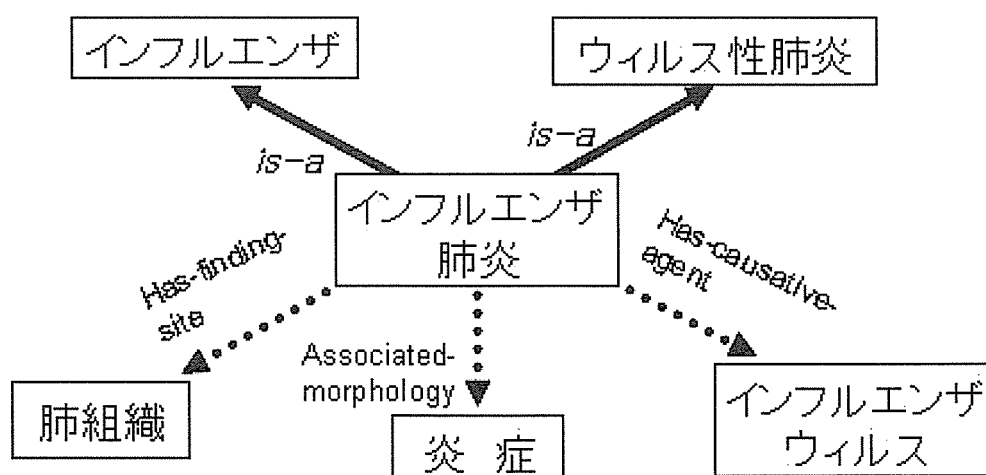 インフルエンザ
ウィルス性肺炎
is-a
is-a
インフルエンザ
肺炎
Has-finding-
site
Has-causative-
agent
Associated-
morphology
肺組織
炎 症
インフルエンザ
ウィルス